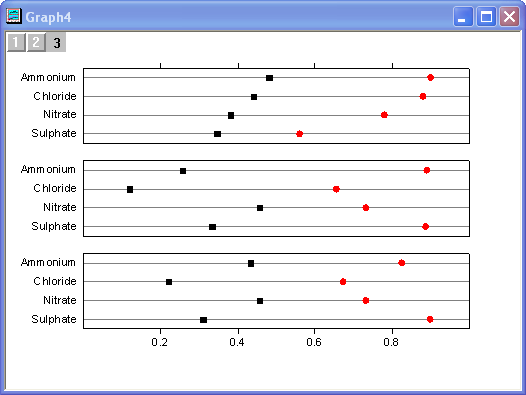 Graph4
1 2 3
Ammonium
Chloride
Nitrate
Sulphate
Ammonium
Chloride
Nitrate
Sulphate
Ammonium
Chloride
Nitrate
Sulphate
0.2 0.4 0.6 0.8